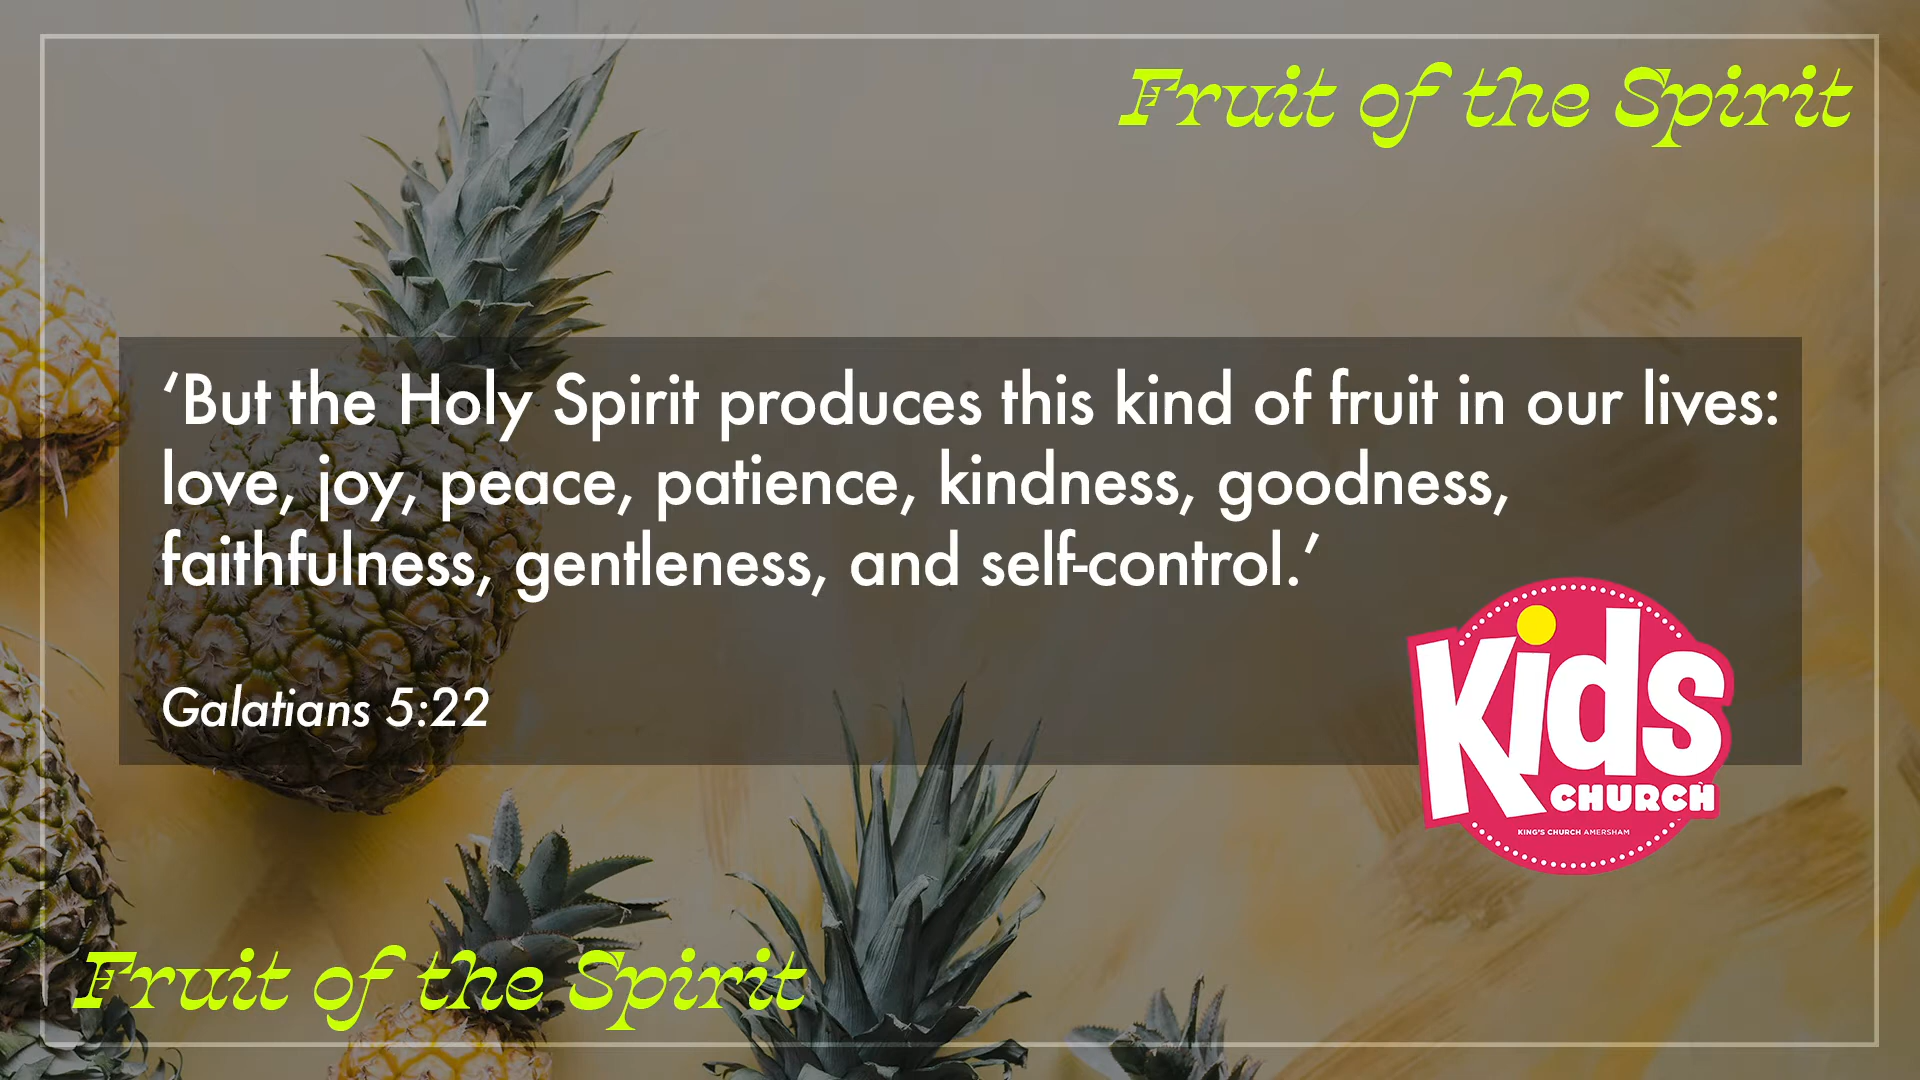 Fruit of the Spirit
‘But the Holy Spirit produces this kind of fruit in our lives:
love, joy, peace, patience, kindness, goodness,
faithfulness, gentleness, and self-control.’
Galatians 5:22
Kids
CHURCH
KING'S CHURCH AMERSHAM
Fruit of the Spirit